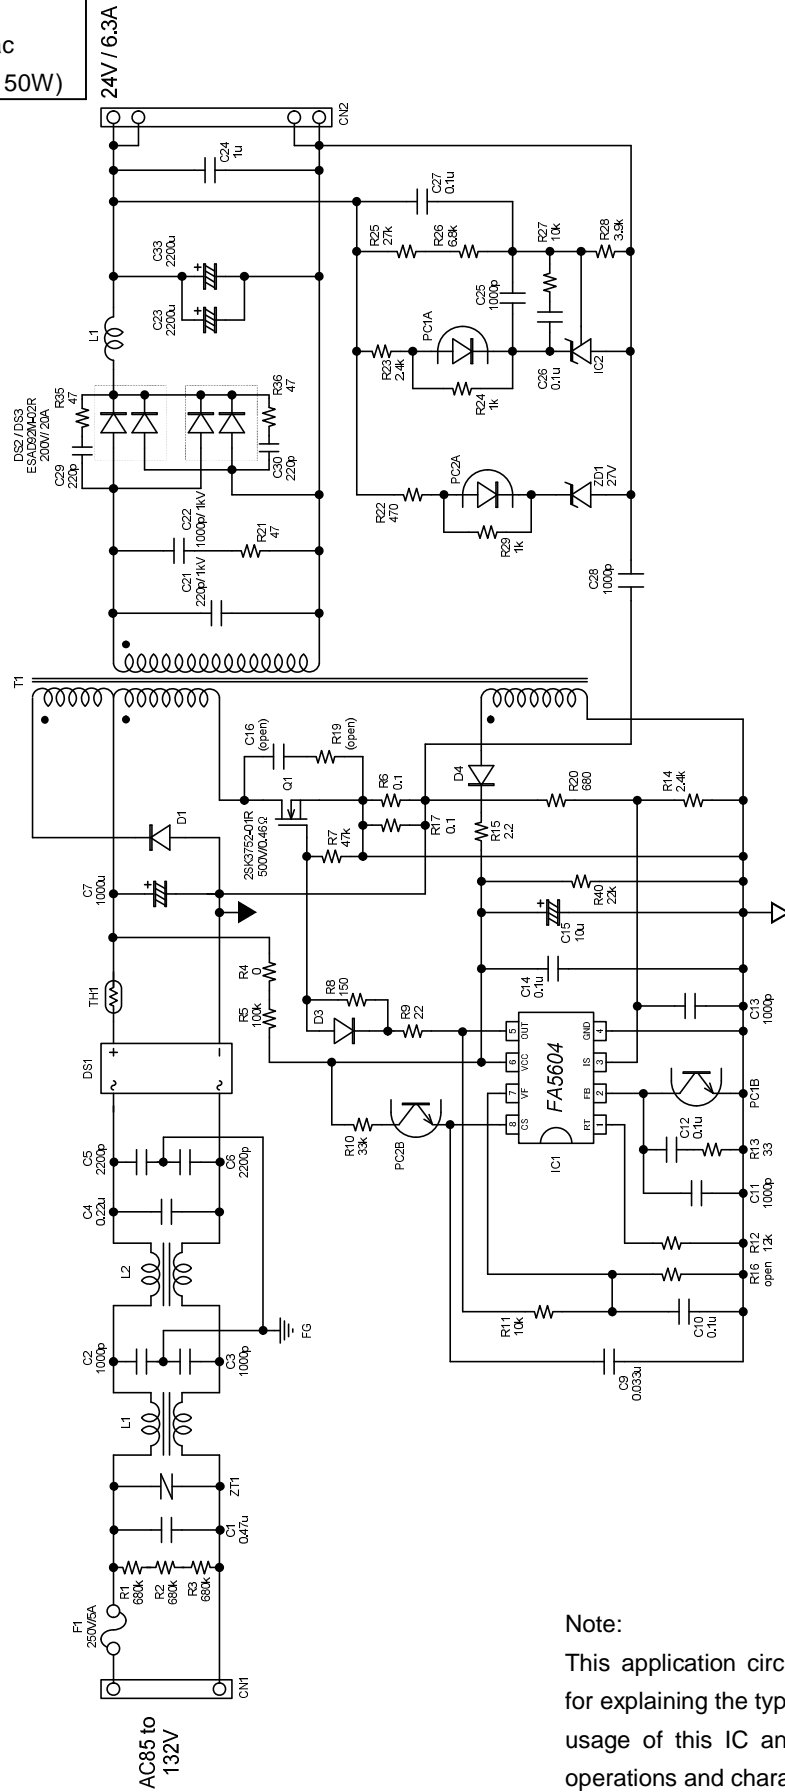 ac
50W)
24V / 6.3A
CN2
C24
1u
C33
2200u
C23
2200u
L1
C27
0.1u
R25
27k
R26
6.8k
R27
10k
R28
3.9k
C25
1000p
PC1A
R23
2.4k
R24
1k
C26
0.1u
IC2
DS2 / DS3
ESAD92M-02R
200V/ 20A
R35
47
R36
47
C29
220p
C30
220p
C22
1000p/1kV
R21
47
C21
220p/1kV
PC2A
R22
470
R29
1k
ZD1
27V
C28
1000p
T1
C16
(open)
R19
(open)
Q1
2SK3752-01R
500V/0.46Ω
R6
0.1
R17
0.1
R7
47k
D4
R15
2.2
R20
680
R14
2.4k
D1
C7
1000u
R40
22k
C15
10u
C14
0.1u
C13
1000p
TH1
R4
0
R5
100k
R8
150
D3
R9
22
DS1
+
−
~
~
5
OUT
6
VCC
7
VF
8
CS
GND
4
IS
3
FB
2
RT
1
FA5604
IC1
R10
33k
PC2B
PC1B
C12
0.1u
R13
33
C11
1000p
R12
12k
R16
open
R11
10k
C10
0.1u
C9
0.033u
C5
2200p
C6
2200p
C4
0.22u
L2
C2
1000p
C3
1000p
FG
L1
ZT1
C1
0.47u
R1
680k
R2
680k
R3
680k
F1
250V/5A
CN1
AC85 to
132V
Note:
This application circ
for explaining the typ
usage of this IC an
operations and chara